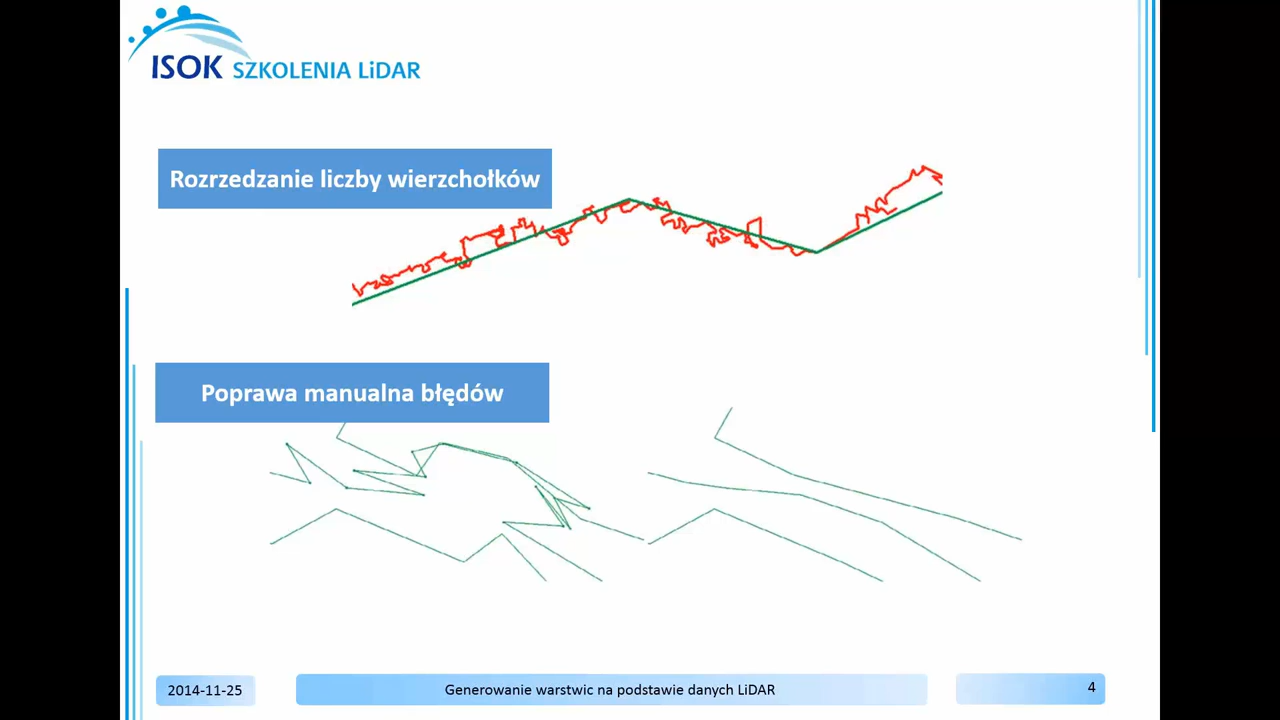 ISOK SZKOLENIA LiDAR
Rozrzedzanie liczby wierzchołków
Poprawa manualna błędów
2014-11-25
Generowanie warstwic na podstawie danych LiDAR
4